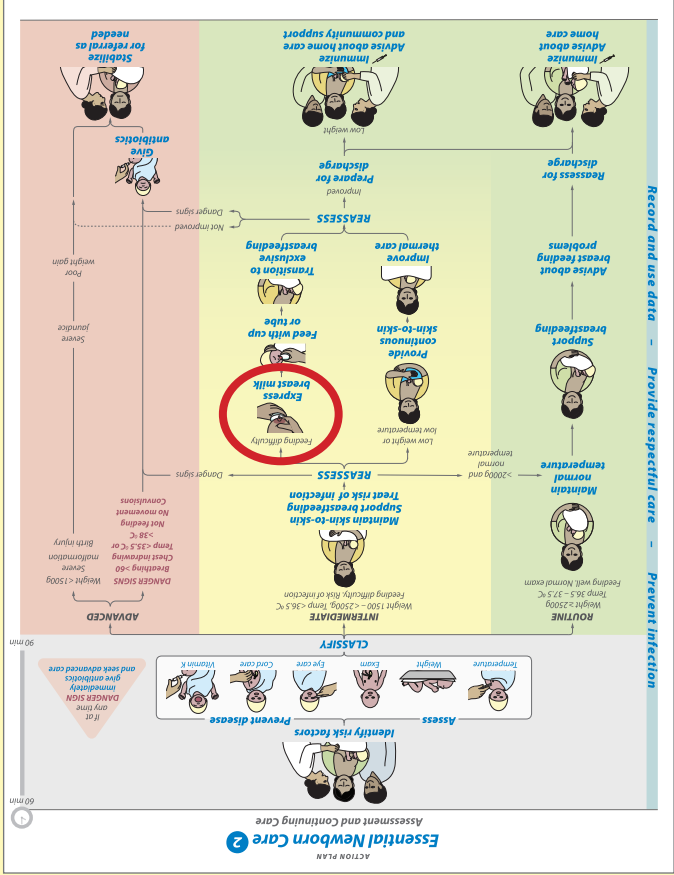 ACTION PLAN
Essential Newborn Care 2
Assessment and Continuing Care
60 min
Identify risk factors
Assess
Prevent disease
Temperature
Weight
Exam
Eye care
Cord care
Vitamin K
If at
any time
DANGER SIGN
immediately
give antibiotics
and seek advanced care
90 min
CLASSIFY
ROUTINE
Weight ≥2500g
Temp 36.5 – 37.5 ºC
Feeding well. Normal exam
INTERMEDIATE
Weight 1500 – <2500g, Temp <36.5º
Feeding difficulty. Risk of infection
ADVANCED
DANGER SIGNS
Breathing >60
Chest indrawing
Temp <35.5 ºC or
>38ºC
Not feeding
No movement
Convulsions
Weight <1500g
Severe
malformation
Birth injury
Maintain
normal
temperature
Maintain skin-to-skin
Support breastfeeding
Treat risk of infection
>2000g and
normal
temperature
REASSESS
Danger signs
Low weight or
low temperature
Feeding difficulty
Support
breastfeeding
Provide
continuous
skin-to-skin
Express
breast milk
Feed with cup
or tube
Severe
jaundice
Advise about
breast feeding
problems
Improve
thermal care
Transition to
exclusive
breastfeeding
Poor
weight gain
REASSESS
Not improved
Danger signs
Improved
Reassess for
discharge
Prepare for
discharge
Give
antibiotics
Low weight
Immunize
Advise about
home care
Immunize
Advise about home care
and community support
Stabilize
for referral as
needed
Prevent infection – Provide respectful care – Record and use data